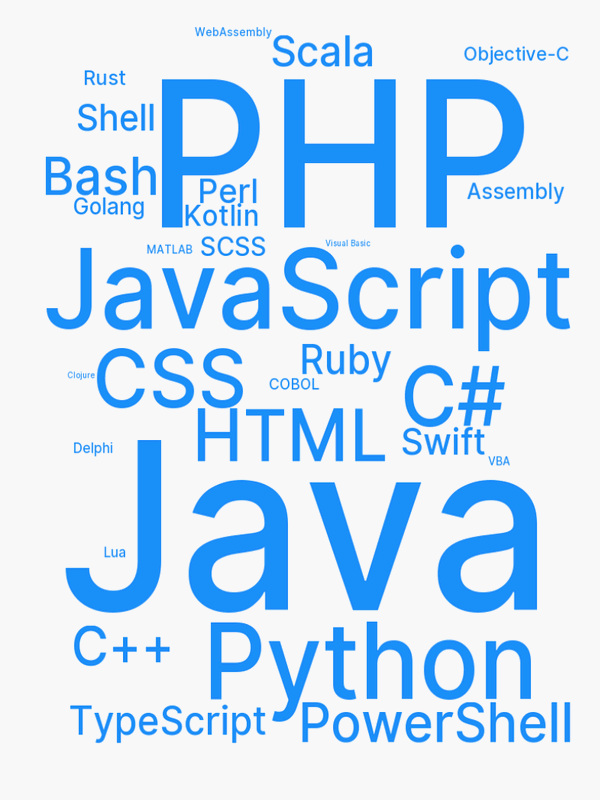 WebAssembly
Scala
Objective-C
Rust
PHP
Shell
Bash
Perl
Assembly
Golang
Kotlin
MATLAB
SCSS
Visual Basic
JavaScript
Ruby
Clojure
CSS
COBOL
C#
HTML
Swift
Delphi
VBA
Java
Lua
C++
Python
TypeScript
PowerShell